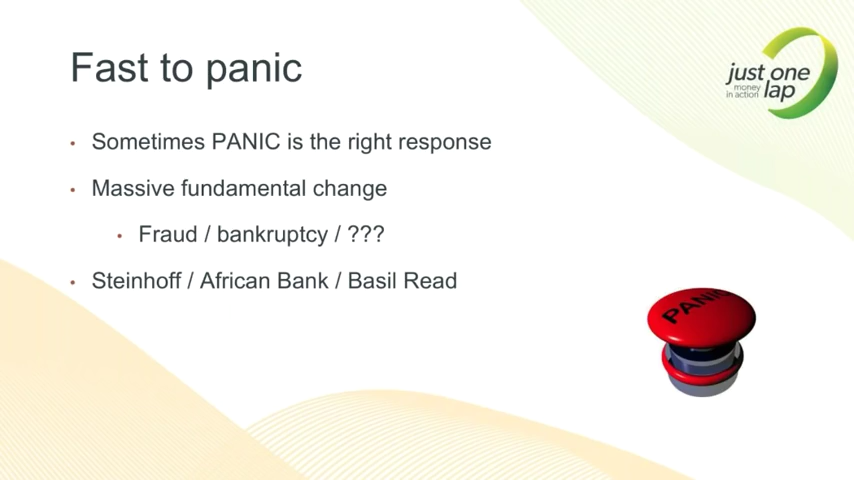 Fast to panic
just one lap
money in action
• Sometimes PANIC is the right response
• Massive fundamental change
• Fraud / bankruptcy / ???
• Steinhoff / African Bank / Basil Read
PANIC